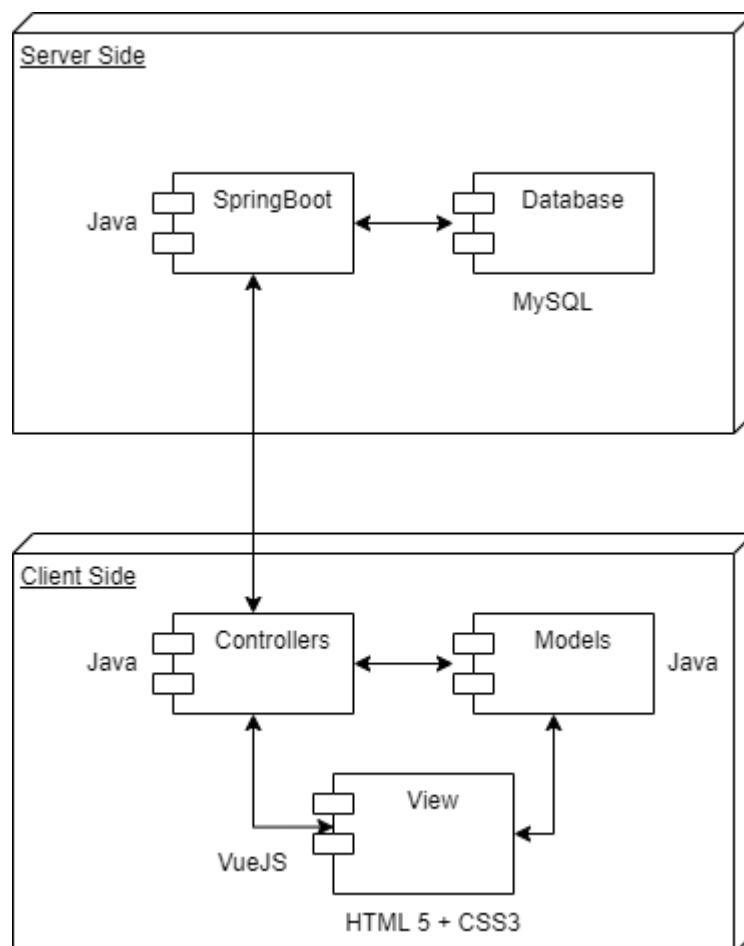 Server Side
SpringBoot
Database
Java
MySQL
Client Side
Controllers
Models
Java
Java
View
VueJS
HTML 5 + CSS3